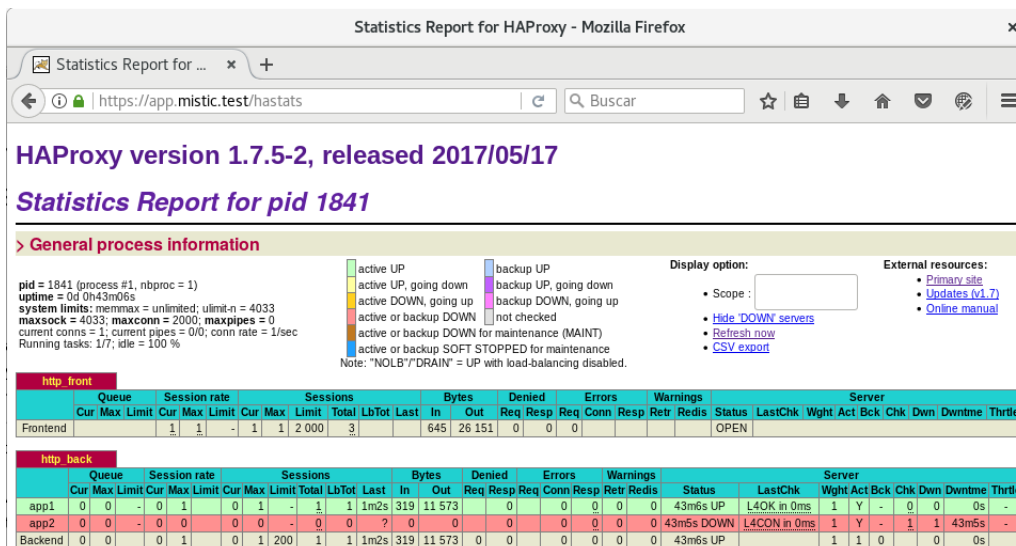 Statistics Report for HAProxy - Mozilla Firefox ×
Statistics Report for ... × +
https://app.mistic.test/hastats Buscar
HAProxy version 1.7.5-2, released 2017/05/17
Statistics Report for pid 1841
> General process information
pid = 1841 (process #1, nbproc = 1)
uptime = 0d 0h43m06s
system limits: memmax = unlimited; ulimit-n = 4033
maxsock = 4033; maxconn = 2000; maxpipes = 0
current conns = 1; current pipes = 0/0; conn rate = 1/sec
Running tasks: 1/7; idle = 100 %
active UP backup UP
active UP, going down backup UP, going down
active DOWN, going up backup DOWN, going up
active or backup DOWN not checked
active or backup DOWN for maintenance (MAINT)
active or backup SOFT STOPPED for maintenance
Note: "NOLB"/"DRAIN" = UP with load-balancing disabled.
Display option:
• Scope :
• Hide 'DOWN' servers
• Refresh now
• CSV export
External resources:
• Primary site
• Updates (v1.7)
• Online manual
http_front
Queue Session rate Sessions Bytes Denied Errors Warnings Server
Cur Max Limit Cur Max Limit Cur Max Limit Total LbTot Last In Out Req Resp Req Conn Resp Retr Redis Status LastChk Wght Act Bck Chk Dwn Dwntme Thrtle
Frontend 1 1 - 1 1 2 000 3 645 26 151 0 0 0 OPEN
http_back
Queue Session rate Sessions Bytes Denied Errors Warnings Server
Cur Max Limit Cur Max Limit Cur Max Limit Total LbTot Last In Out Req Resp Req Conn Resp Retr Redis Status LastChk Wght Act Bck Chk Dwn Dwntme Thrtle
app1 0 0 - 0 1 0 1 - 1 1 1m2s 319 11 573 0 0 0 0 0 43m6s UP L4OK in 0ms 1 Y - 0 0 0s -
app2 0 0 - 0 0 0 0 - 0 0 ? 0 0 0 0 0 0 0 43m5s DOWN L4CON in 0ms 1 Y - 1 1 43m5s -
Backend 0 0 0 1 0 1 200 1 1 1m2s 319 11 573 0 0 0 0 0 0 43m6s UP 1 1 0 0 0s